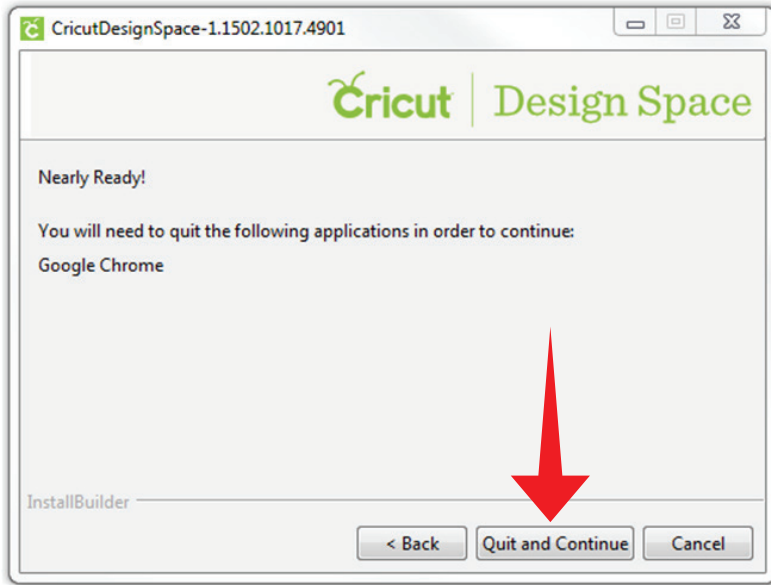 CricutDesignSpace-1.1502.1017.4901
Cricut | Design Space
Nearly Ready!
You will need to quit the following applications in order to continue:
Google Chrome
InstallBuilder
< Back Quit and Continue Cancel